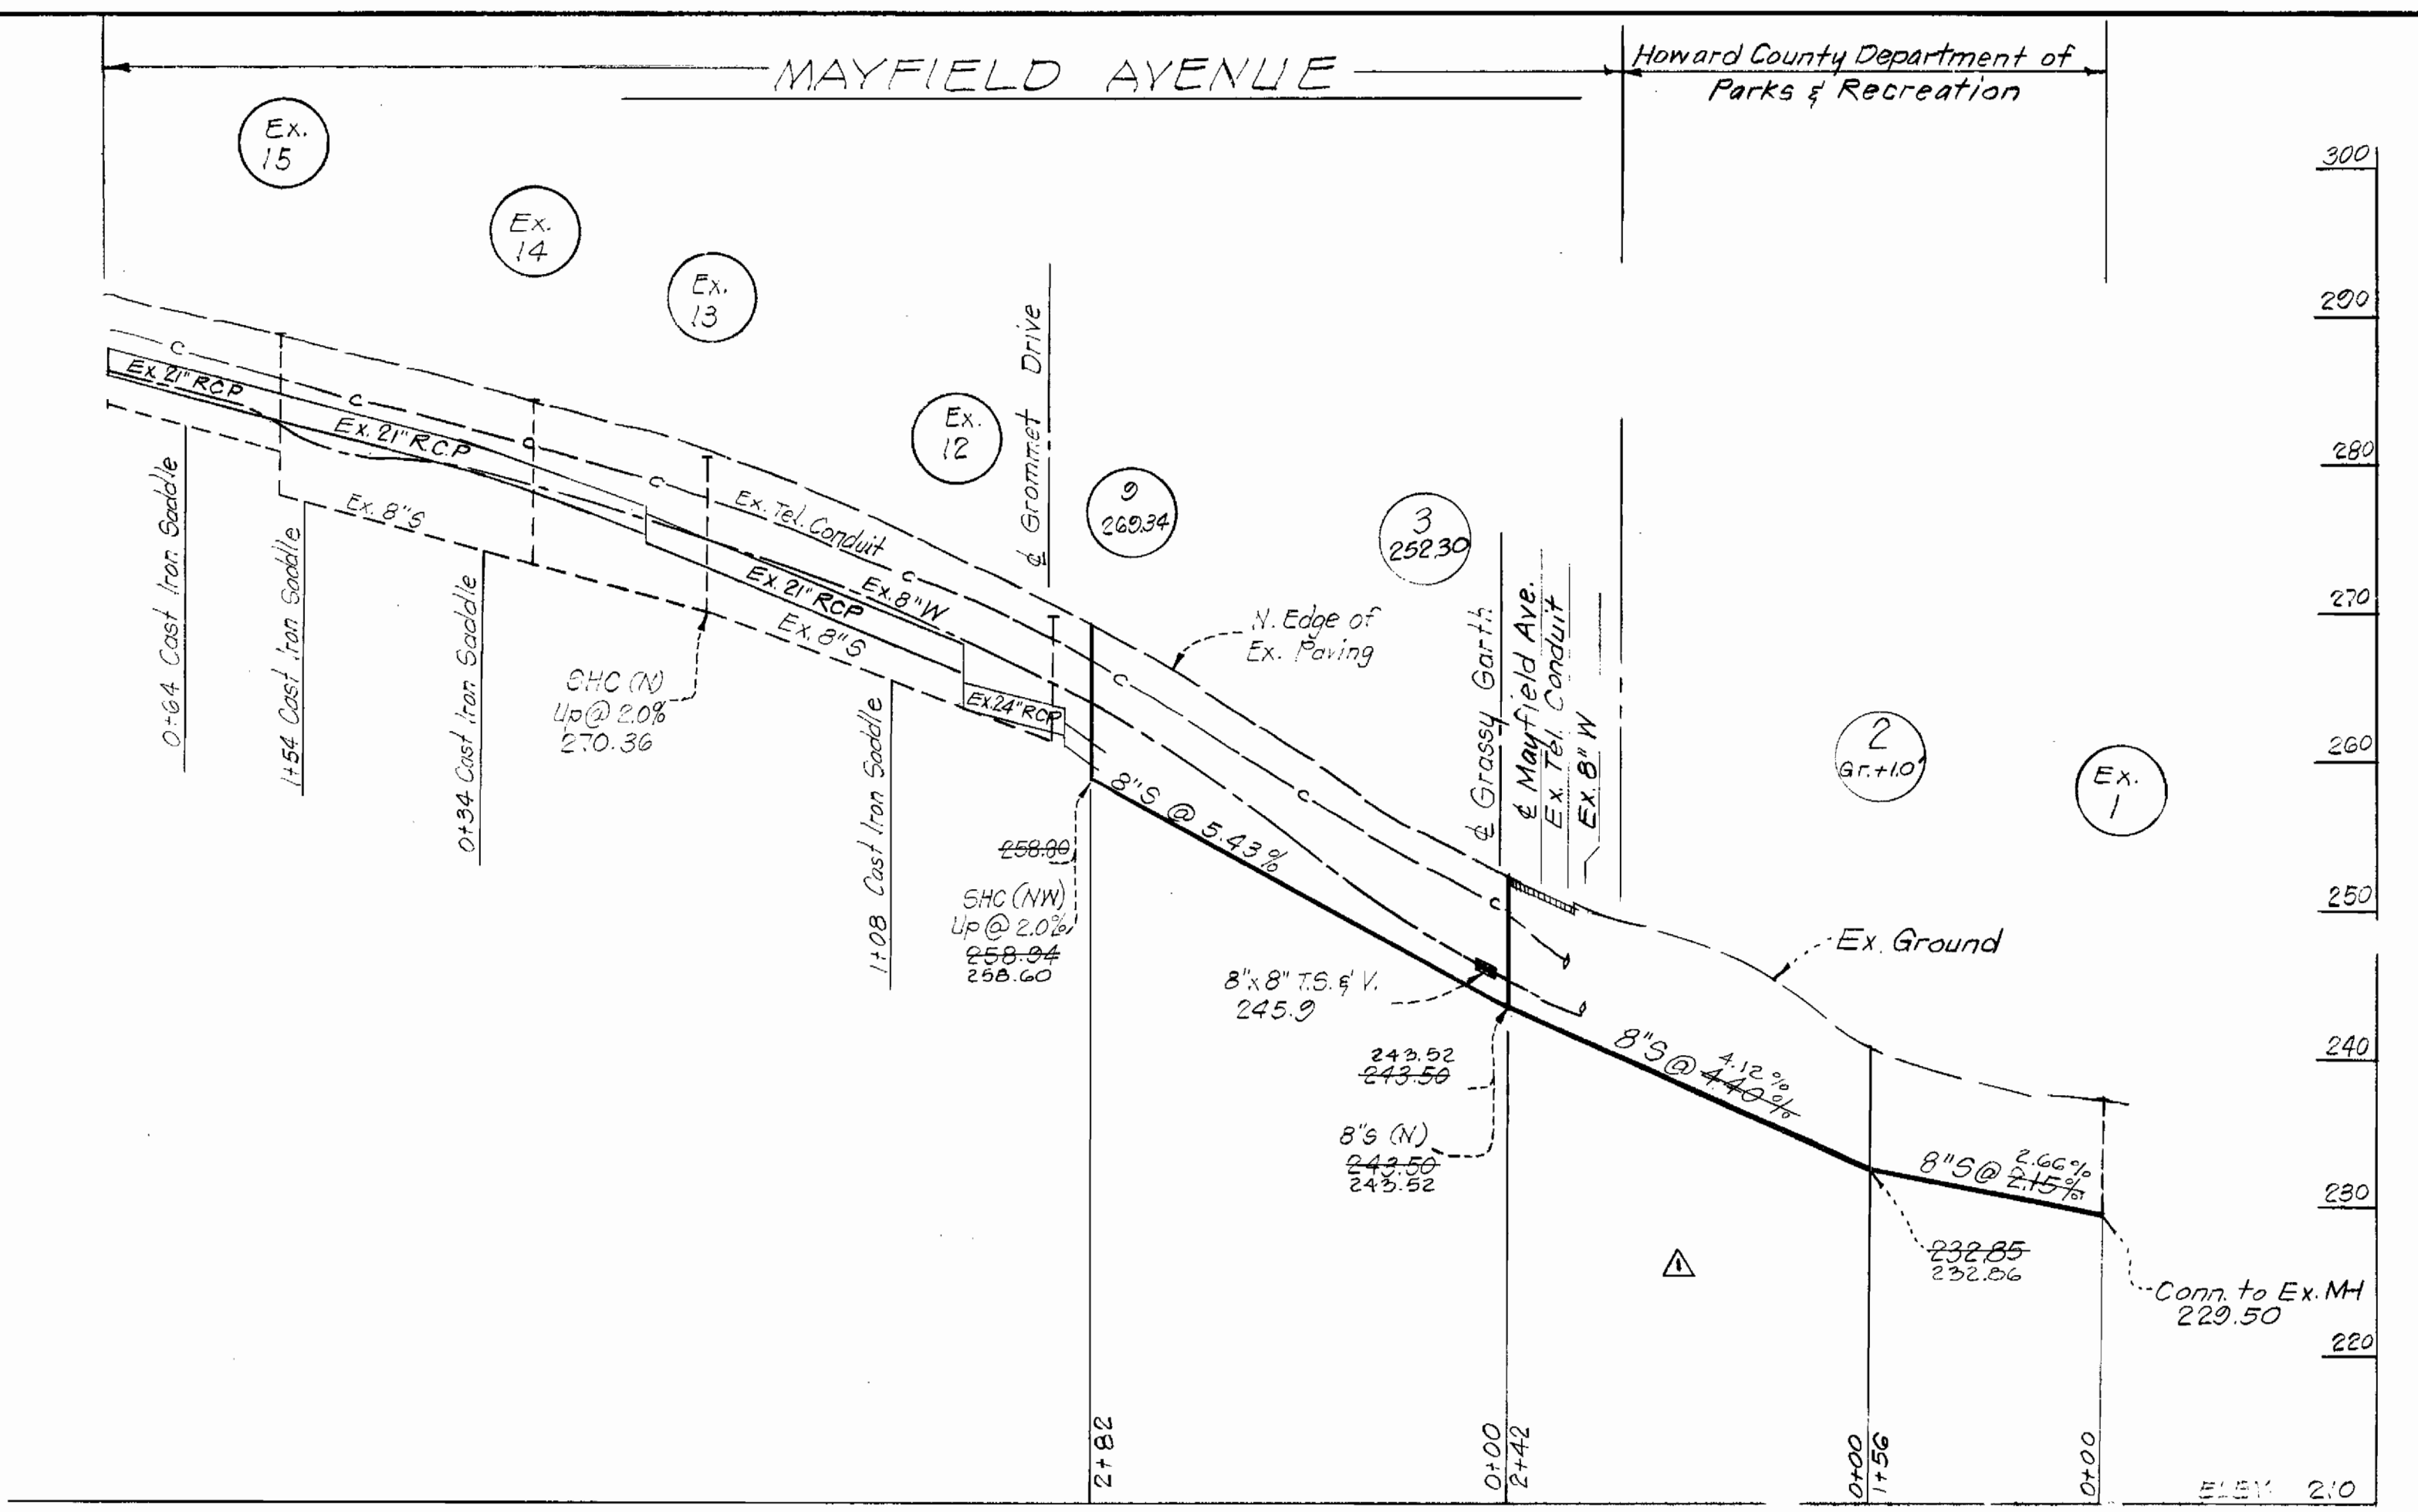 MAYFIELD AVENUE
Howard County Department of
Parks & Recreation
Ex.
15
Ex.
14
Ex.
13
Ex.
12
9
269.34
3
252.30
2
Gr.+1.0'
Ex.
1
300
290
280
270
260
250
240
230
220
ELEV. 210
C
Ex. 21" RCP
C
Ex. 21" R.C.P
C
C
Ex. 8"S
Ex. Tel. Conduit
C
Ex. 21" RCP
Ex. 8"W
Ex. 8"S
Ex 24" RCP
℄ Grommet Drive
0+64 Cast Iron Saddle
1+54 Cast Iron Saddle
0+34 Cast Iron Saddle
1+08 Cast Iron Saddle
SHC (N)
Up @ 2.0%
270.36
N. Edge of
Ex. Paving
C
C
C
℄ Grassy Garth
℄ Mayfield Ave.
Ex. Tel. Conduit
Ex. 8" W
8"S @ 5.43%
258.80
SHC (NW)
Up @ 2.0%
258.94
258.60
8"x8" T.S. & V.
245.9
243.52
243.50
8"S (N)
243.50
243.52
Ex. Ground
8"S @ 4.40%
4.12%
8"S @ 2.15%
2.66%
232.85
232.86
Conn. to Ex. MH
229.50
1
2+82
0+00
2+42
0+00
1+56
0+00